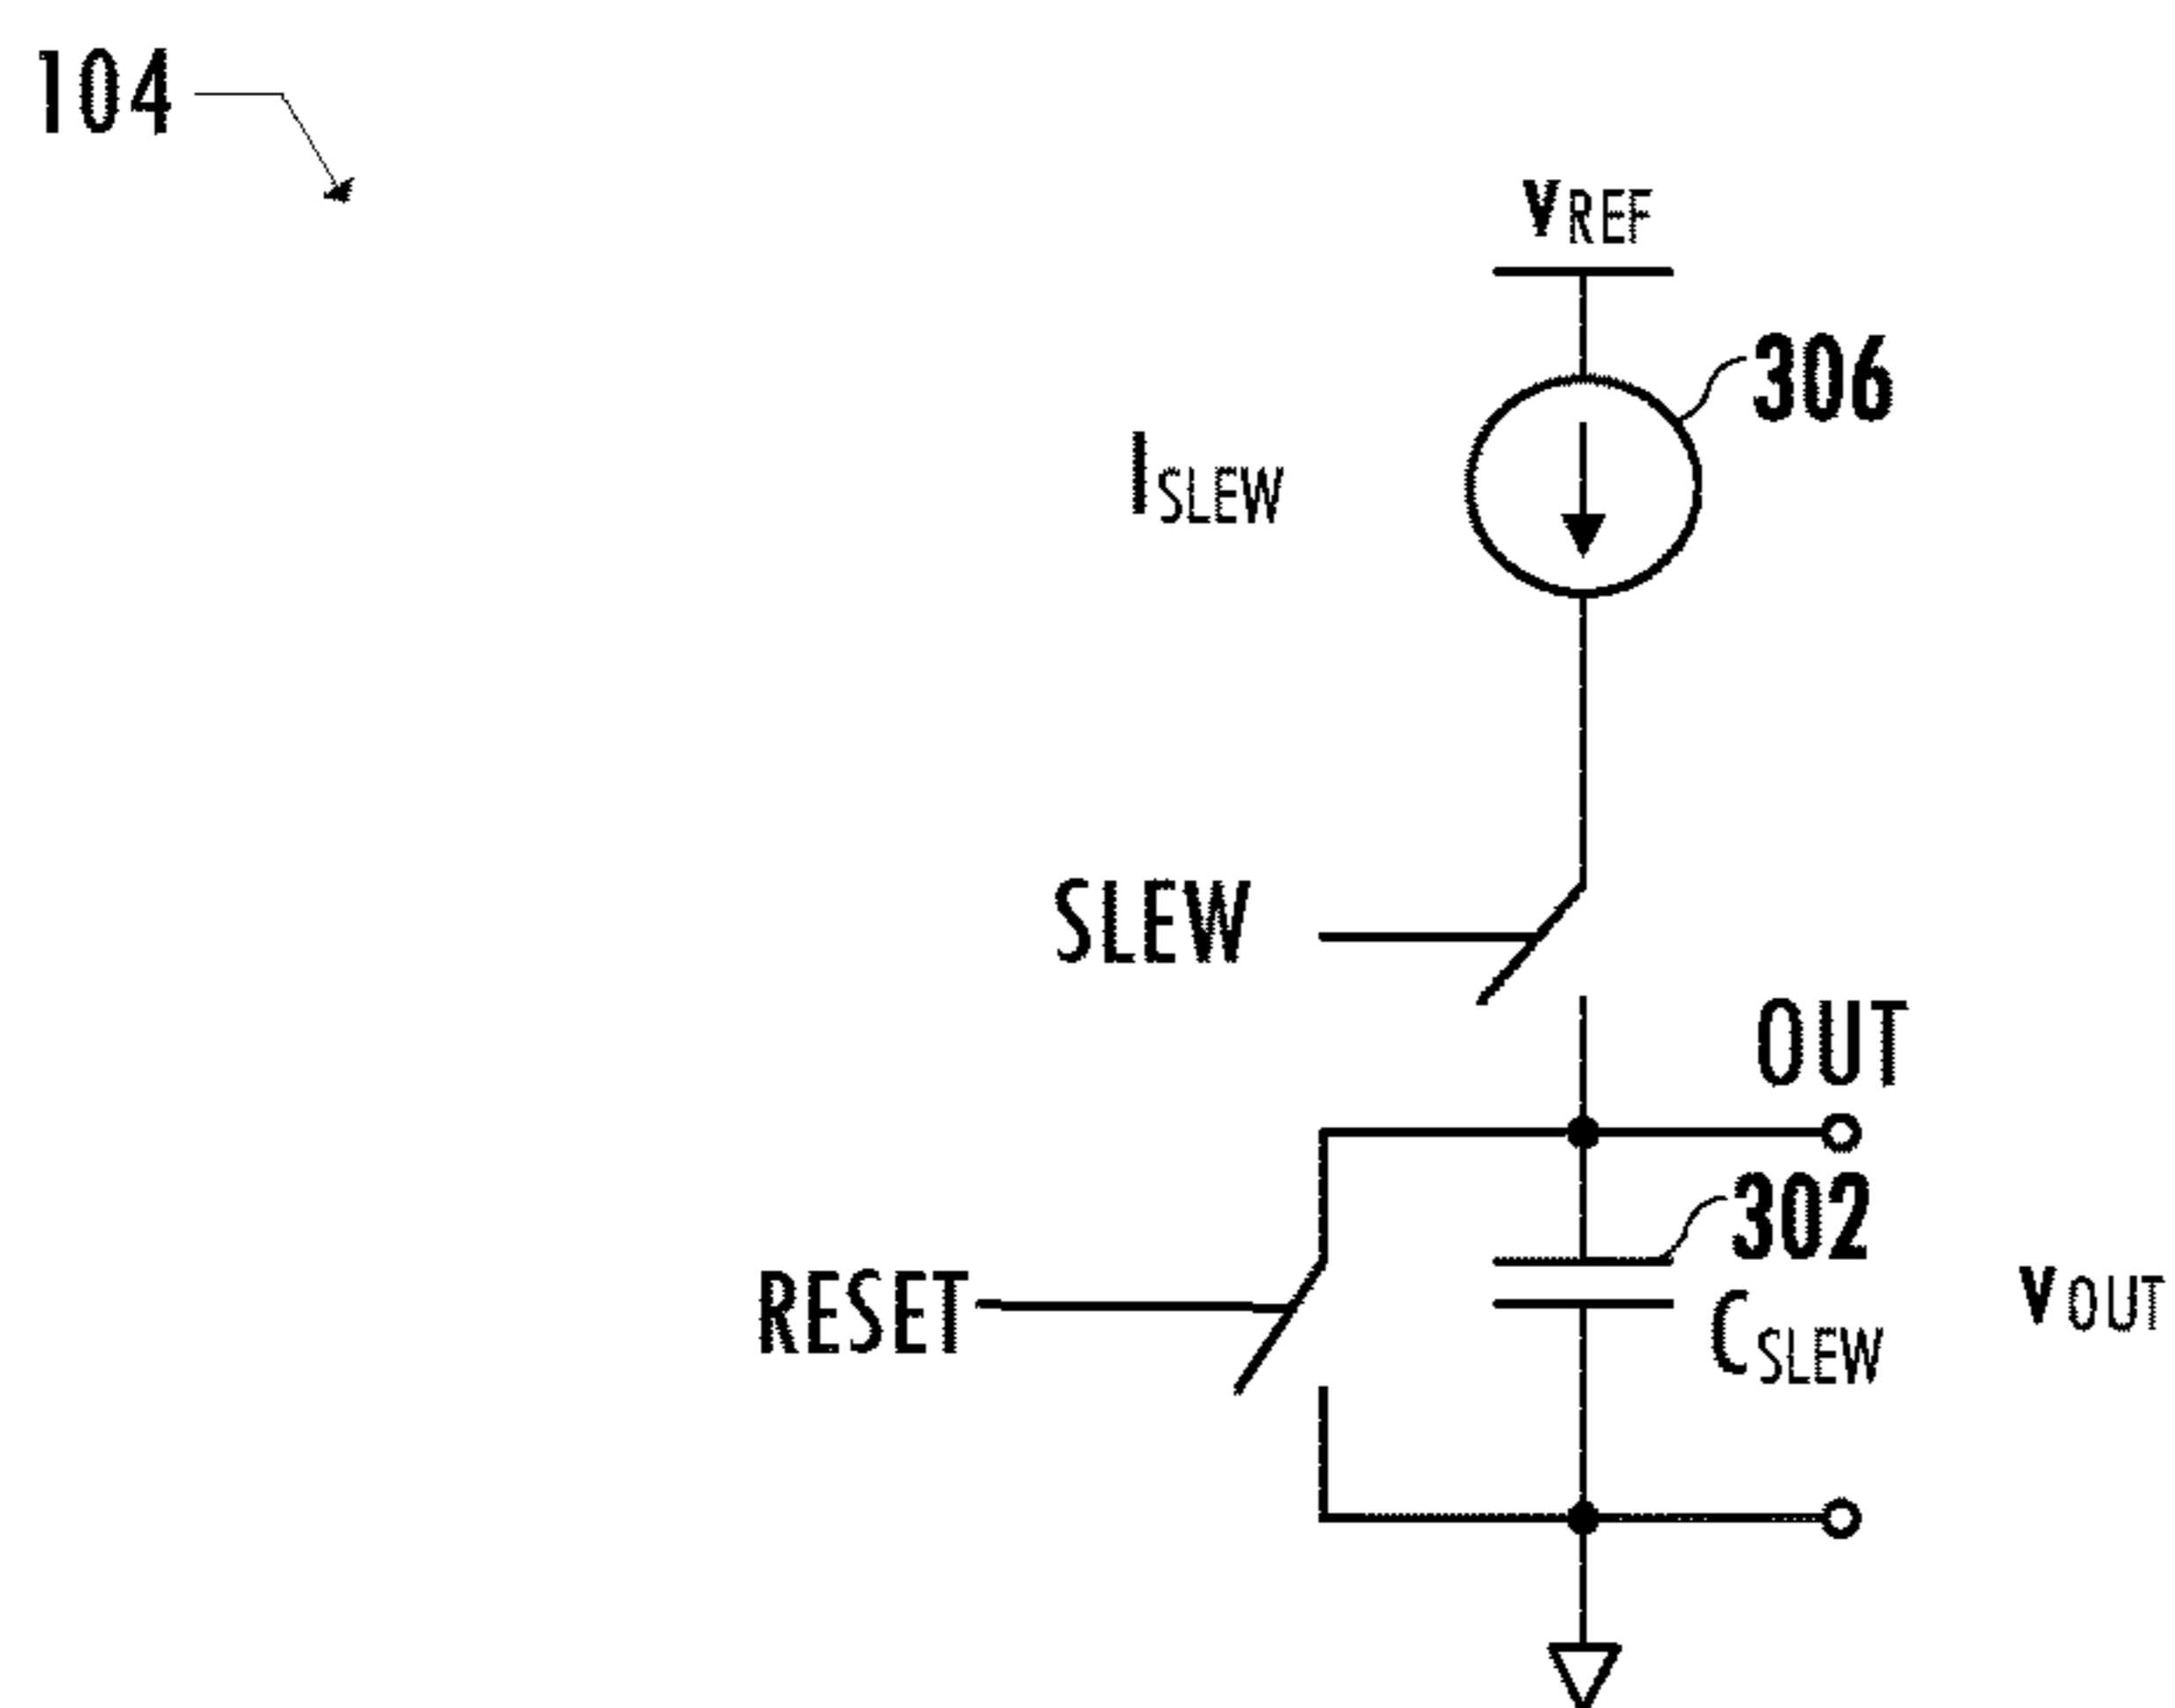 104
VREF
306
ISLEW
SLEW
OUT
302
RESET
CSLEW
VOUT